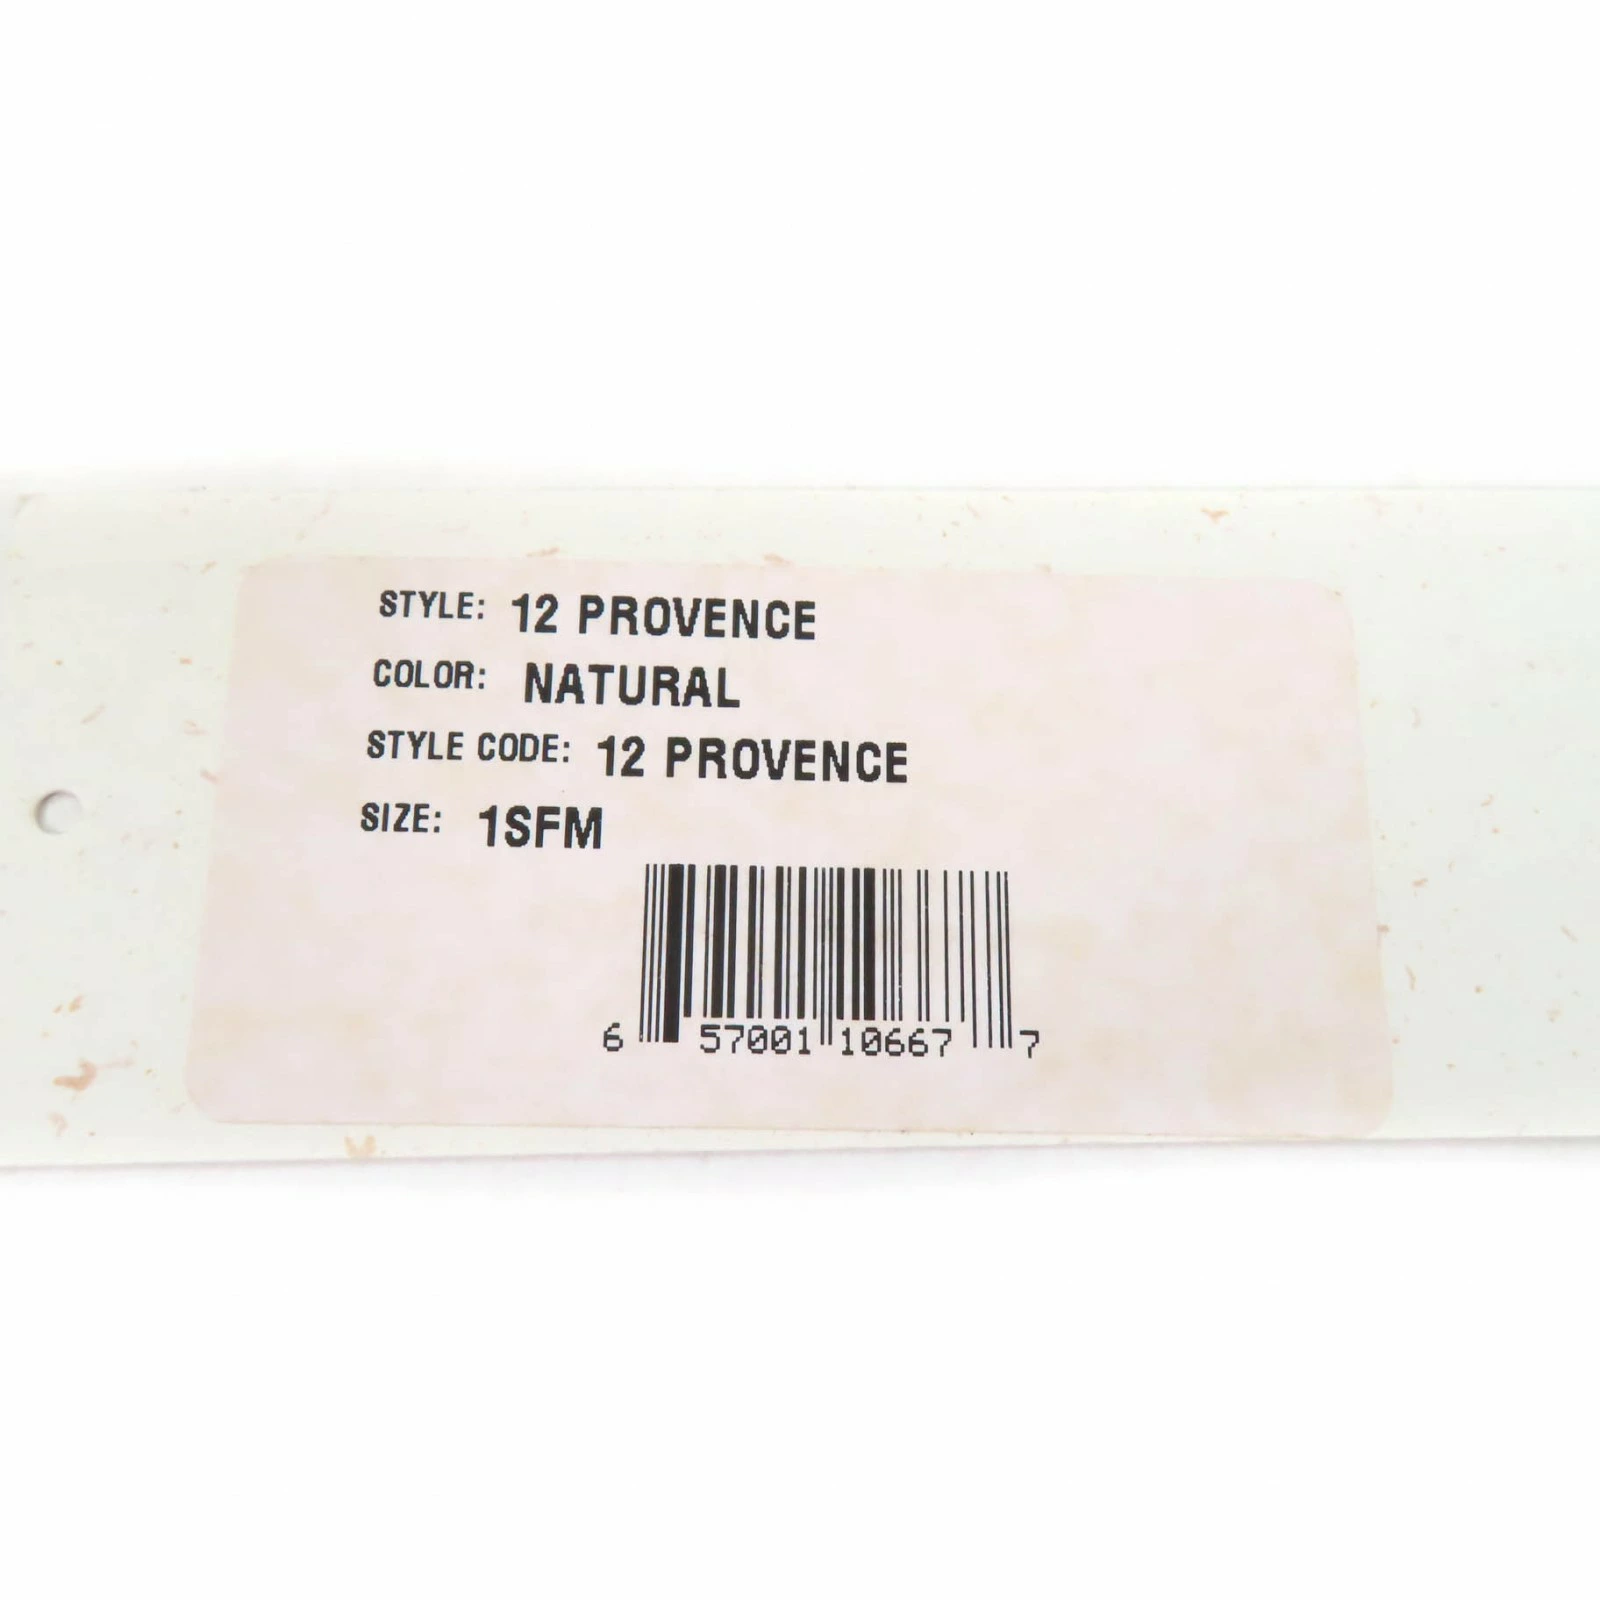 STYLE: 12 PROVENCE
COLOR: NATURAL
STYLE CODE: 12 PROVENCE
SIZE: 1SFM
6 57001 10667 7